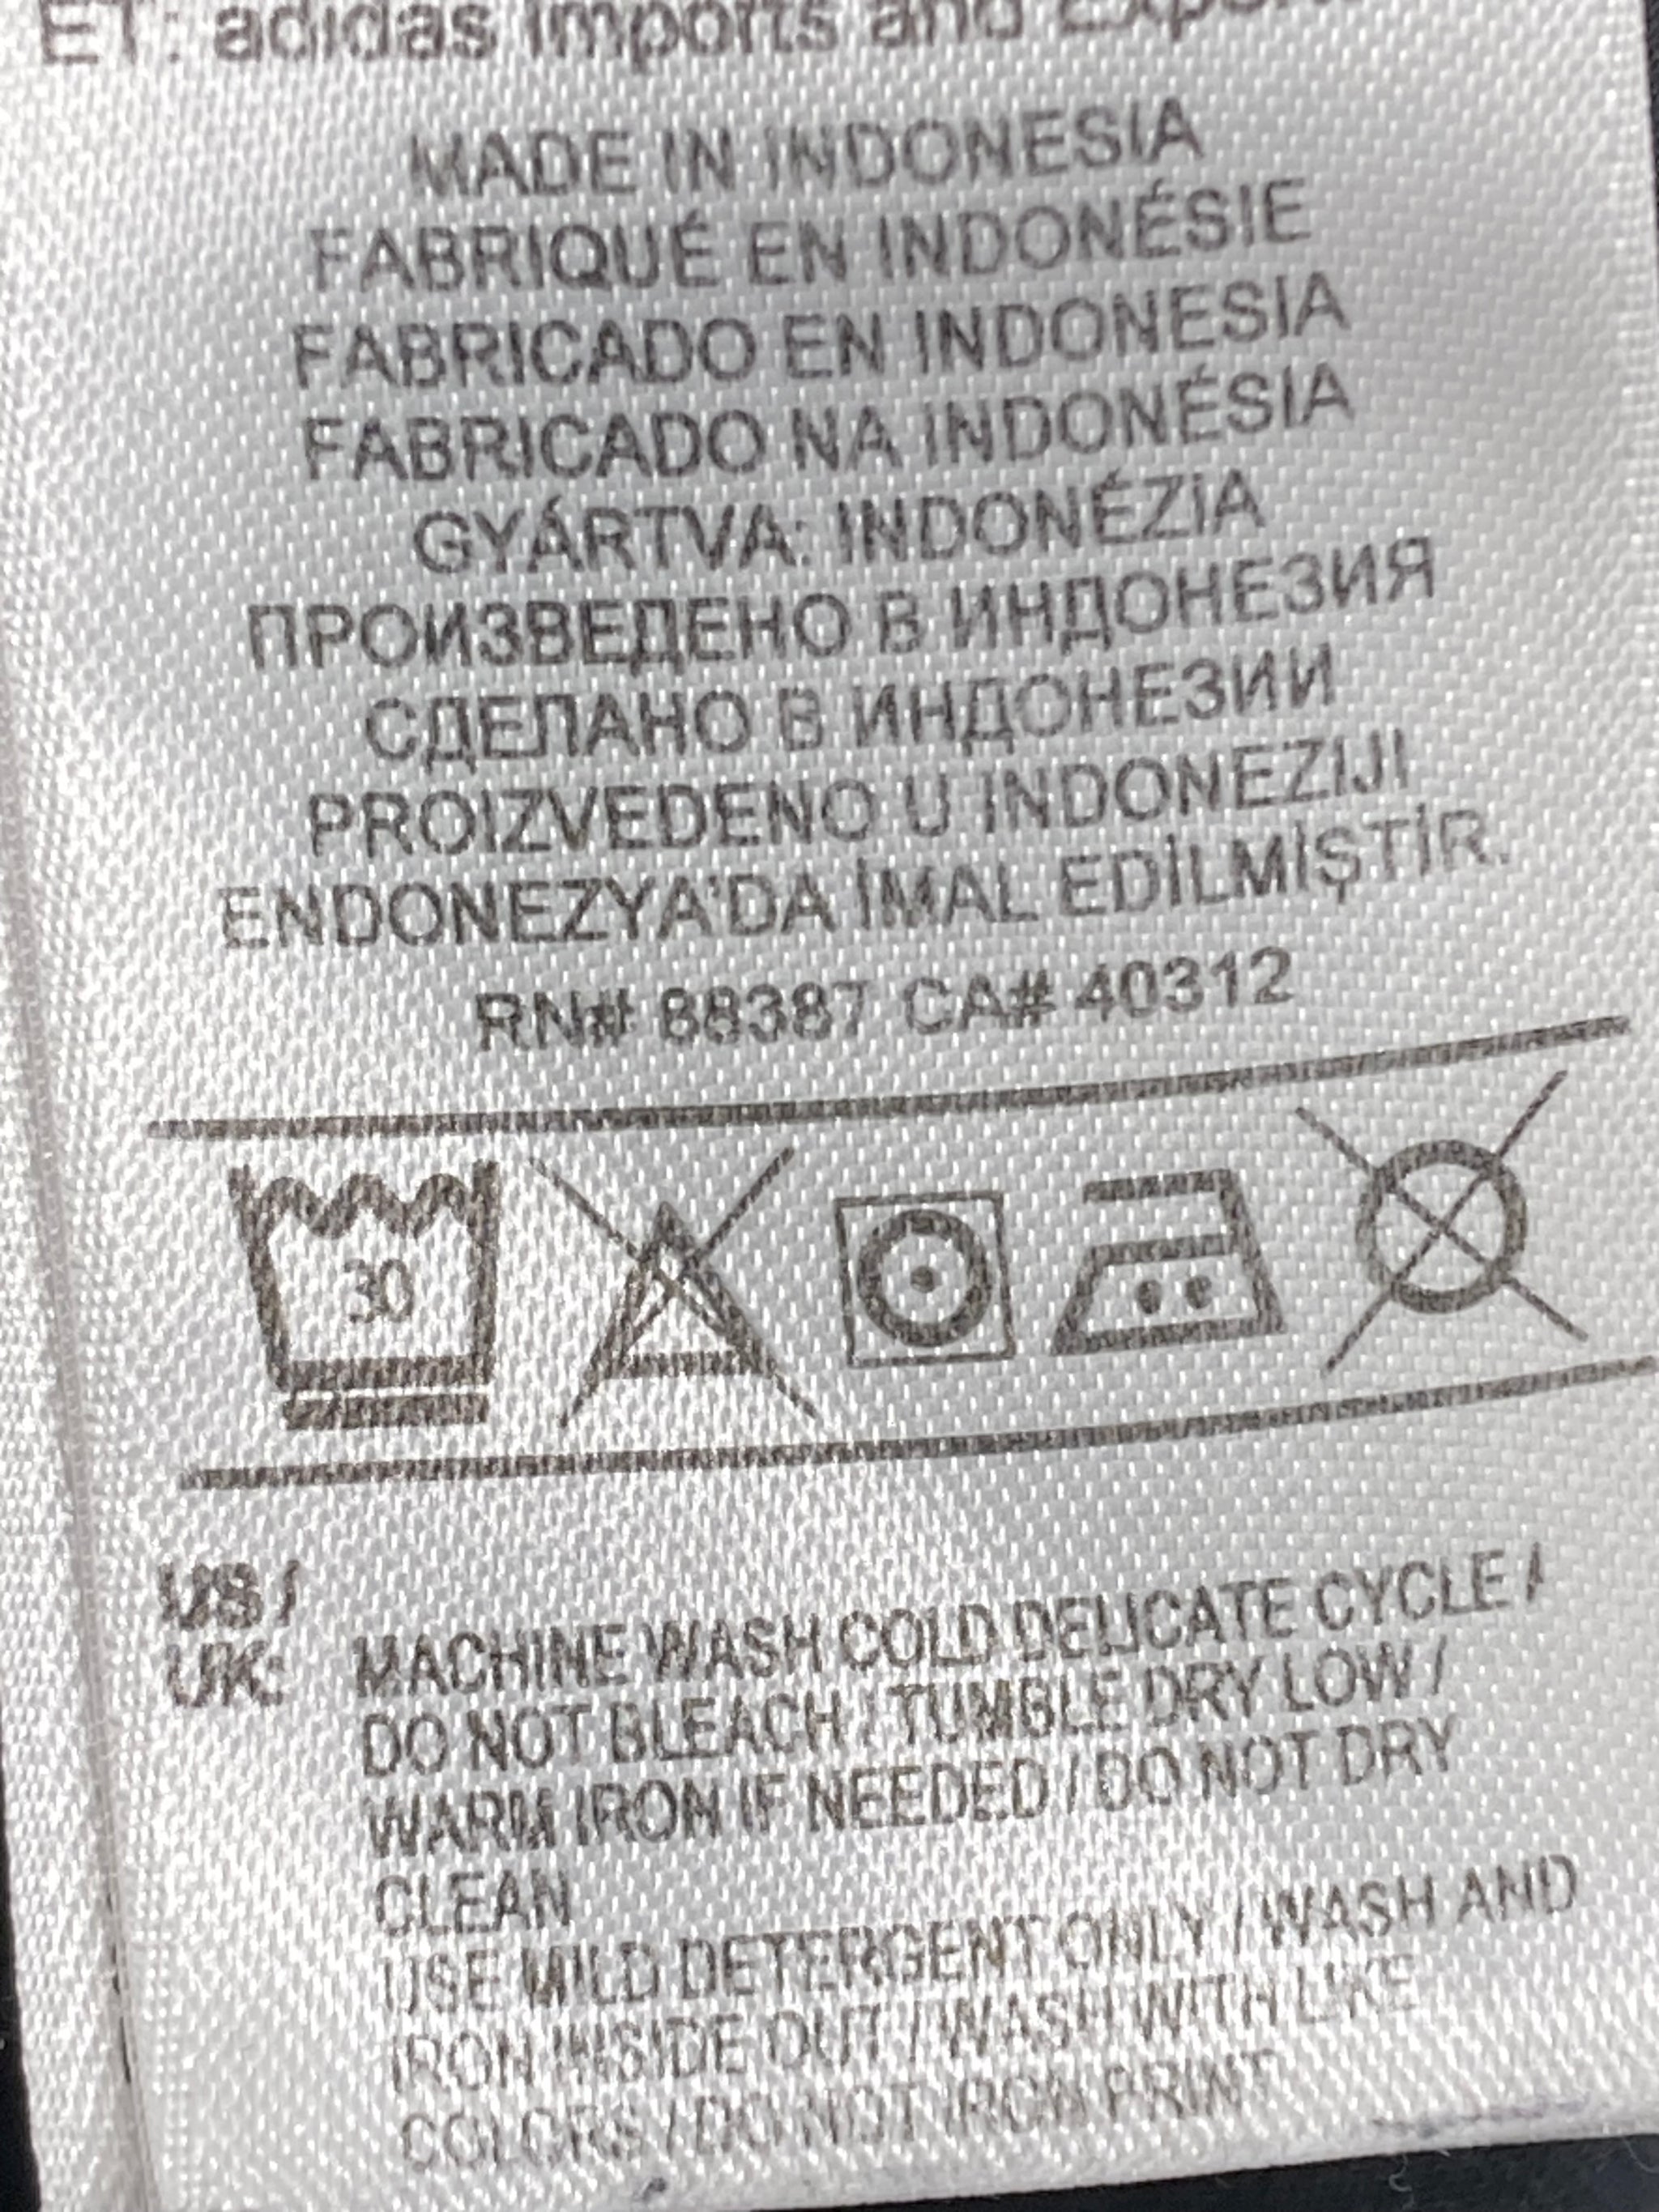 ET: adidas Imports and Export
MADE IN INDONESIA
FABRIQUÉ EN INDONÉSIE
FABRICADO EN INDONESIA
FABRICADO NA INDONÉSIA
GYÁRTVA: INDONÉZIA
ПРОИЗВЕДЕНО В ИНДОНЕЗИЯ
СДЕЛАНО В ИНДОНЕЗИИ
PROIZVEDENO U INDONEZIJI
ENDONEZYA'DA İMAL EDİLMİŞTİR.
RN# 88387 CA# 40312
30
US /
UK: MACHINE WASH COLD DELICATE CYCLE /
DO NOT BLEACH / TUMBLE DRY LOW /
WARM IRON IF NEEDED / DO NOT DRY
CLEAN
USE MILD DETERGENT ONLY / WASH AND
IRON INSIDE OUT / WASH WITH LIKE
COLORS / DO NOT IRON PRINT